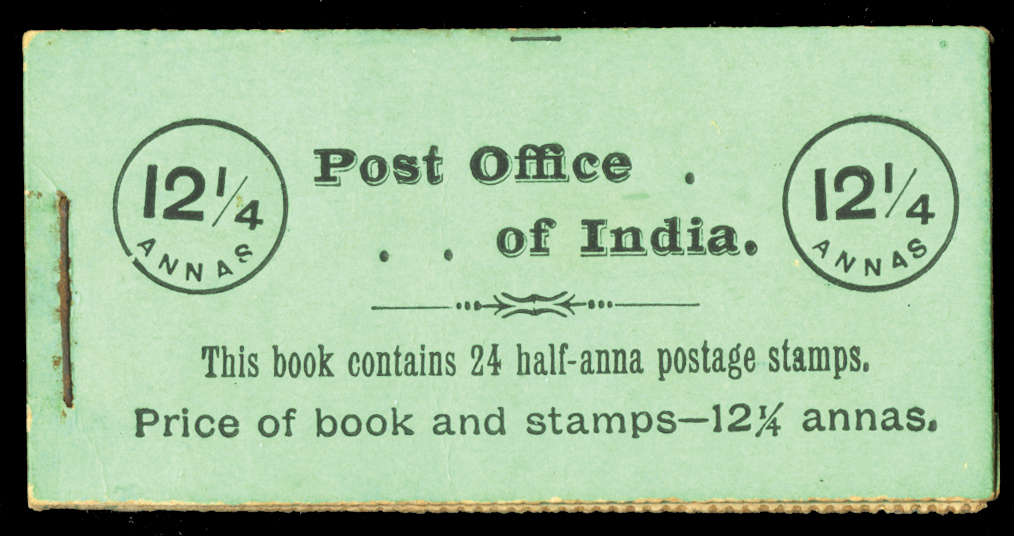 12¼
ANNAS
Post Office .
. . of India.
12¼
ANNAS
This book contains 24 half-anna postage stamps.
Price of book and stamps—12¼ annas.